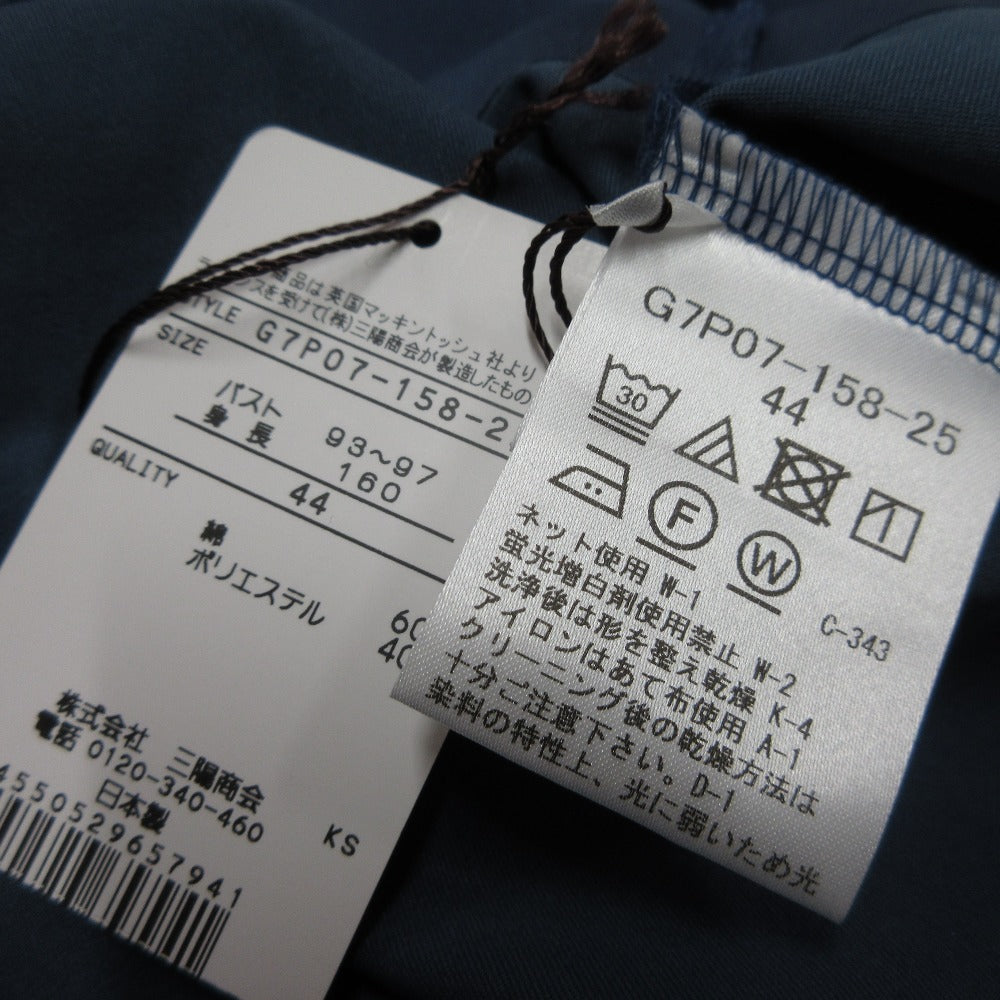 商品は英国マッキントッシュ社より
ンスを受けて(株)三陽商会が製造したもの
STYLE G7P07-158-2
SIZE
バスト 93~97
身長 160
44
QUALITY
綿 60
ポリエステル 40
株式会社 三陽商会
電話 0120-340-460
日本製 KS
4550529657941
G7P07-158-25
44
30
F
W
C-343
ネット使用 W-1
蛍光増白剤使用禁止 W-2
洗浄後は形を整え乾燥 K-4
アイロンはあて布使用 A-1
クリーニング後の乾燥方法は
十分ご注意下さい。D-1
染料の特性上、光に弱いため光